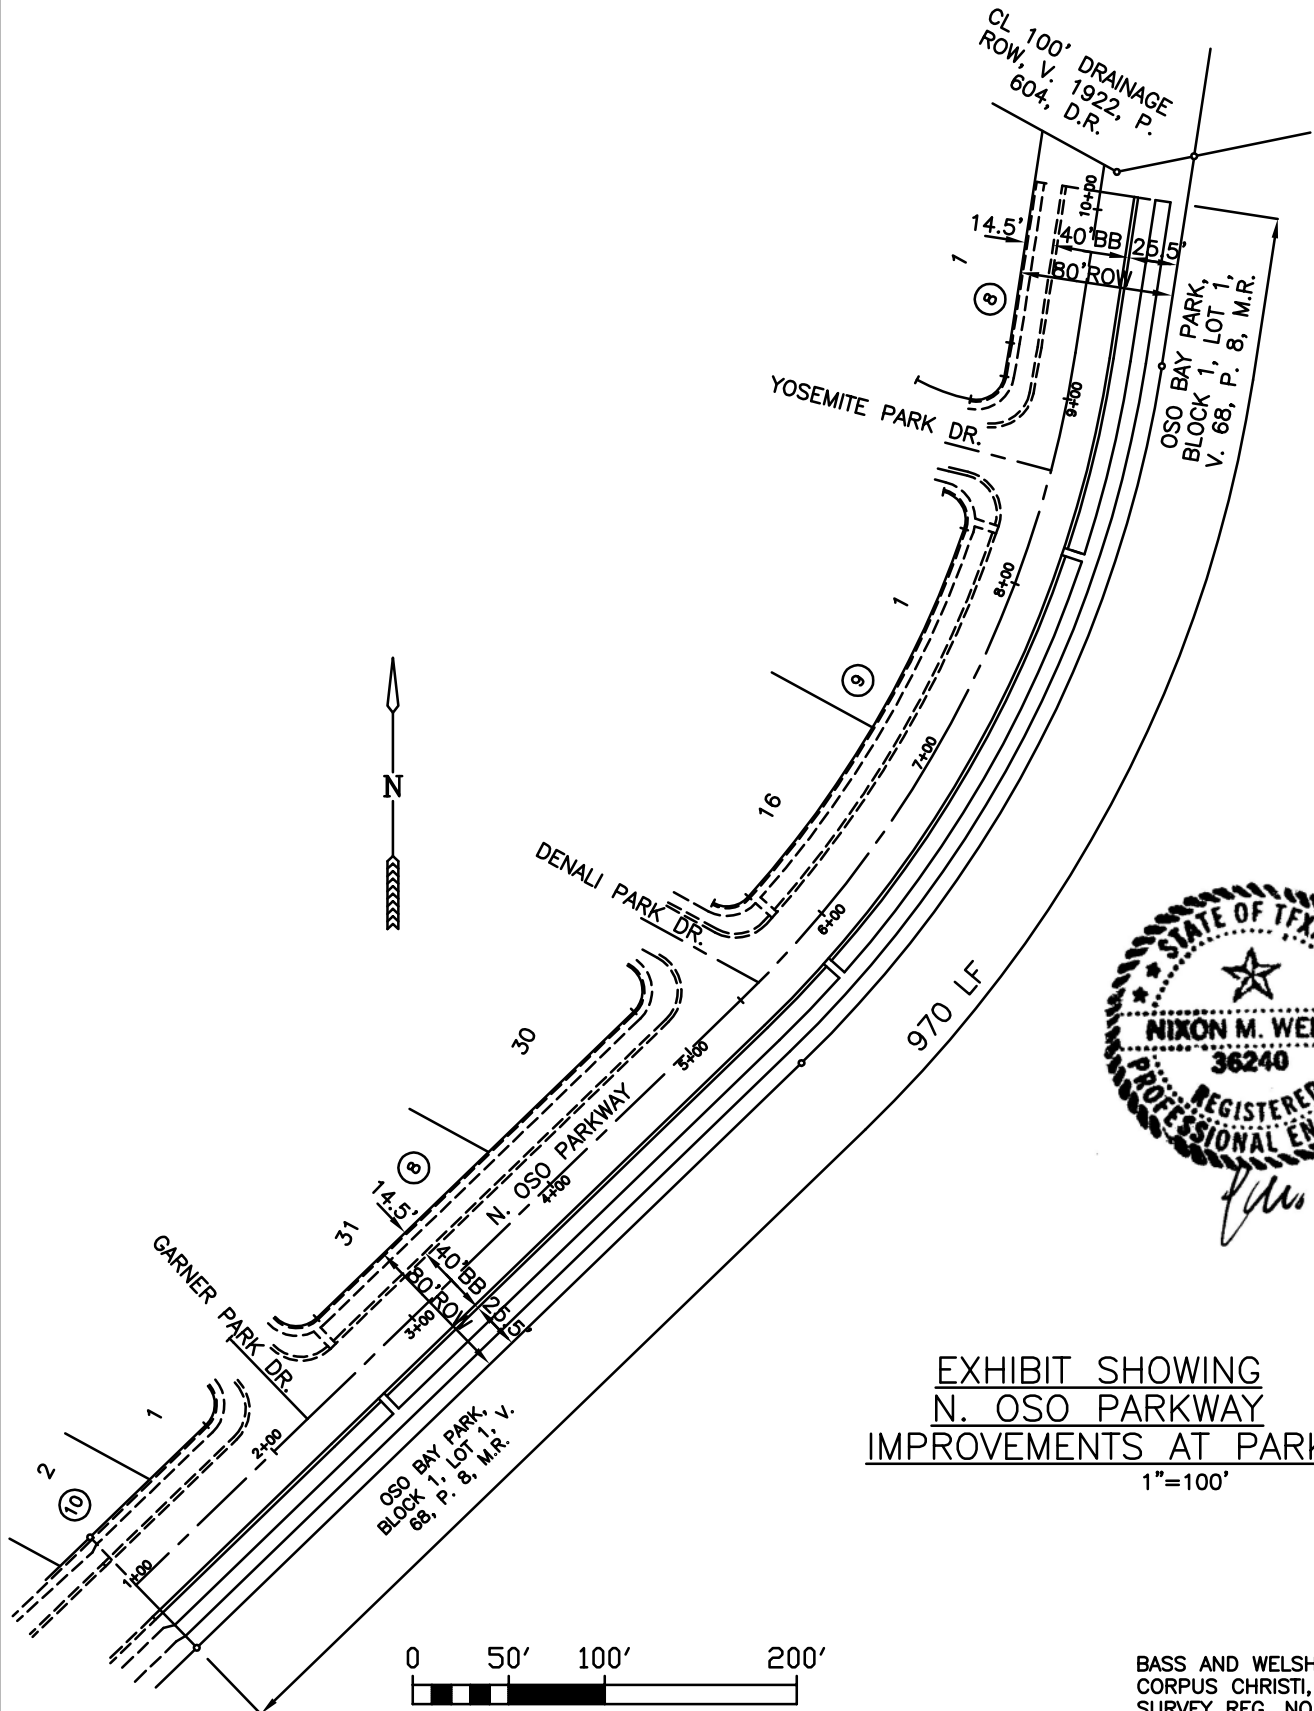 CL 100' DRAINAGE
ROW, V. 1922, P.
604, D.R.
10+00
14.5'
40'BB
25.5'
80'ROW
1
8
OSO BAY PARK,
BLOCK 1, LOT 1,
V. 68, P. 8, M.R.
YOSEMITE PARK DR.
9+00
8+00
1
9
7+00
16
N
DENALI PARK DR.
6+00
970 LF
STATE OF TEX
NIXON M. WEL
36240
REGISTERED
PROFESSIONAL EN
30
5+00
N. OSO PARKWAY
4+00
8
14.5'
31
40'BB
25.5'
80'ROW
3+00
GARNER PARK DR.
2+00
1
2
10
1+00
OSO BAY PARK,
BLOCK 1, LOT 1, V.
68, P. 8, M.R.
EXHIBIT SHOWING
N. OSO PARKWAY
IMPROVEMENTS AT PARK
1"=100'
0 50' 100' 200'
BASS AND WELSH
CORPUS CHRISTI,
SURVEY REG. NO